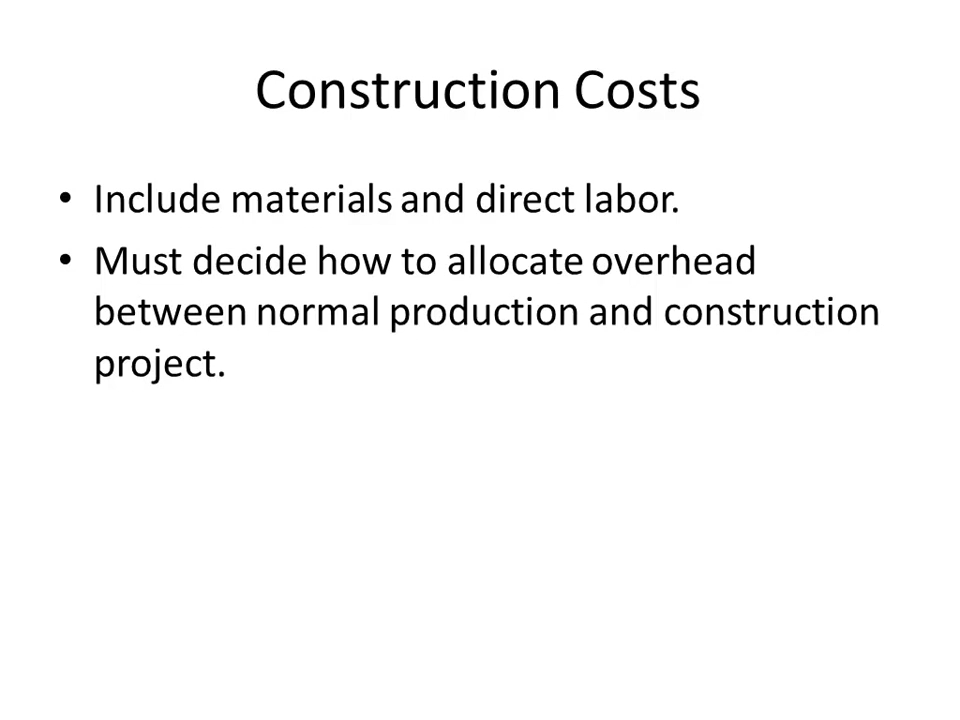 Construction Costs
• Include materials and direct labor.
• Must decide how to allocate overhead
between normal production and construction
project.